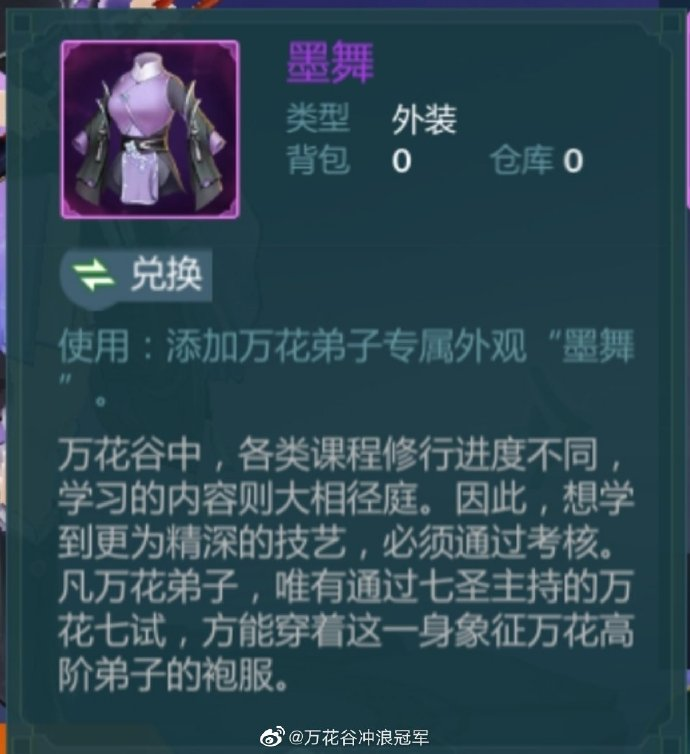 墨舞
类型 外装
背包 0 仓库 0
兑换
使用：添加万花弟子专属外观“墨舞
”。
万花谷中，各类课程修行进度不同，
学习的内容则大相径庭。因此，想学
到更为精深的技艺，必须通过考核。
凡万花弟子，唯有通过七圣主持的万
花七试，方能穿着这一身象征万花高
阶弟子的袍服。
@万花谷冲浪冠军